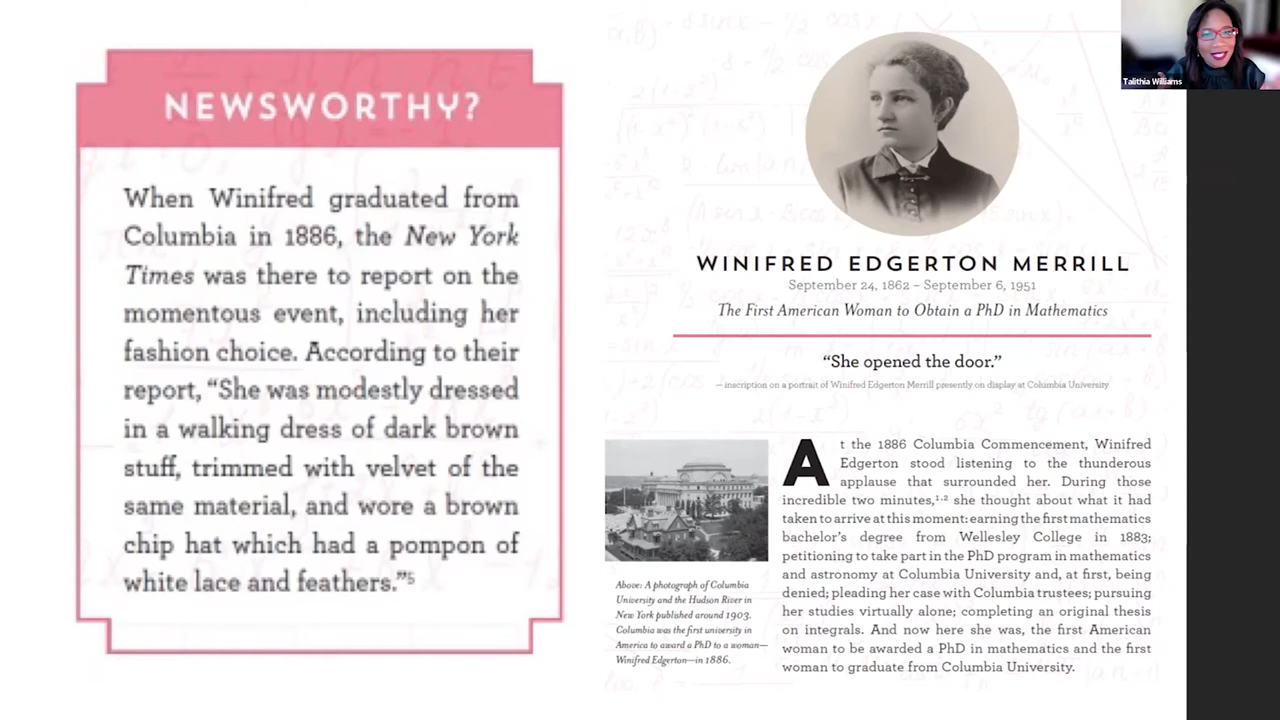 NEWSWORTHY?
When Winifred graduated from
Columbia in 1886, the New York
Times was there to report on the
momentous event, including her
fashion choice. According to their
report, “She was modestly dressed
in a walking dress of dark brown
stuff, trimmed with velvet of the
same material, and wore a brown
chip hat which had a pompon of
white lace and feathers.”5
WINIFRED EDGERTON MERRILL
September 24, 1862 – September 6, 1951
The First American Woman to Obtain a PhD in Mathematics
“She opened the door.”
— inscription on a portrait of Winifred Edgerton Merrill presently on display at Columbia University
At the 1886 Columbia Commencement, Winifred
Edgerton stood listening to the thunderous
applause that surrounded her. During those
incredible two minutes,1,2 she thought about what it had
taken to arrive at this moment: earning the first mathematics
bachelor’s degree from Wellesley College in 1883;
petitioning to take part in the PhD program in mathematics
and astronomy at Columbia University and, at first, being
denied; pleading her case with Columbia trustees; pursuing
her studies virtually alone; completing an original thesis
on integrals. And now here she was, the first American
woman to be awarded a PhD in mathematics and the first
woman to graduate from Columbia University.
Above: A photograph of Columbia
University and the Hudson River in
New York published around 1903.
Columbia was the first university in
America to award a PhD to a woman—
Winifred Edgerton—in 1886.
Talithia Williams